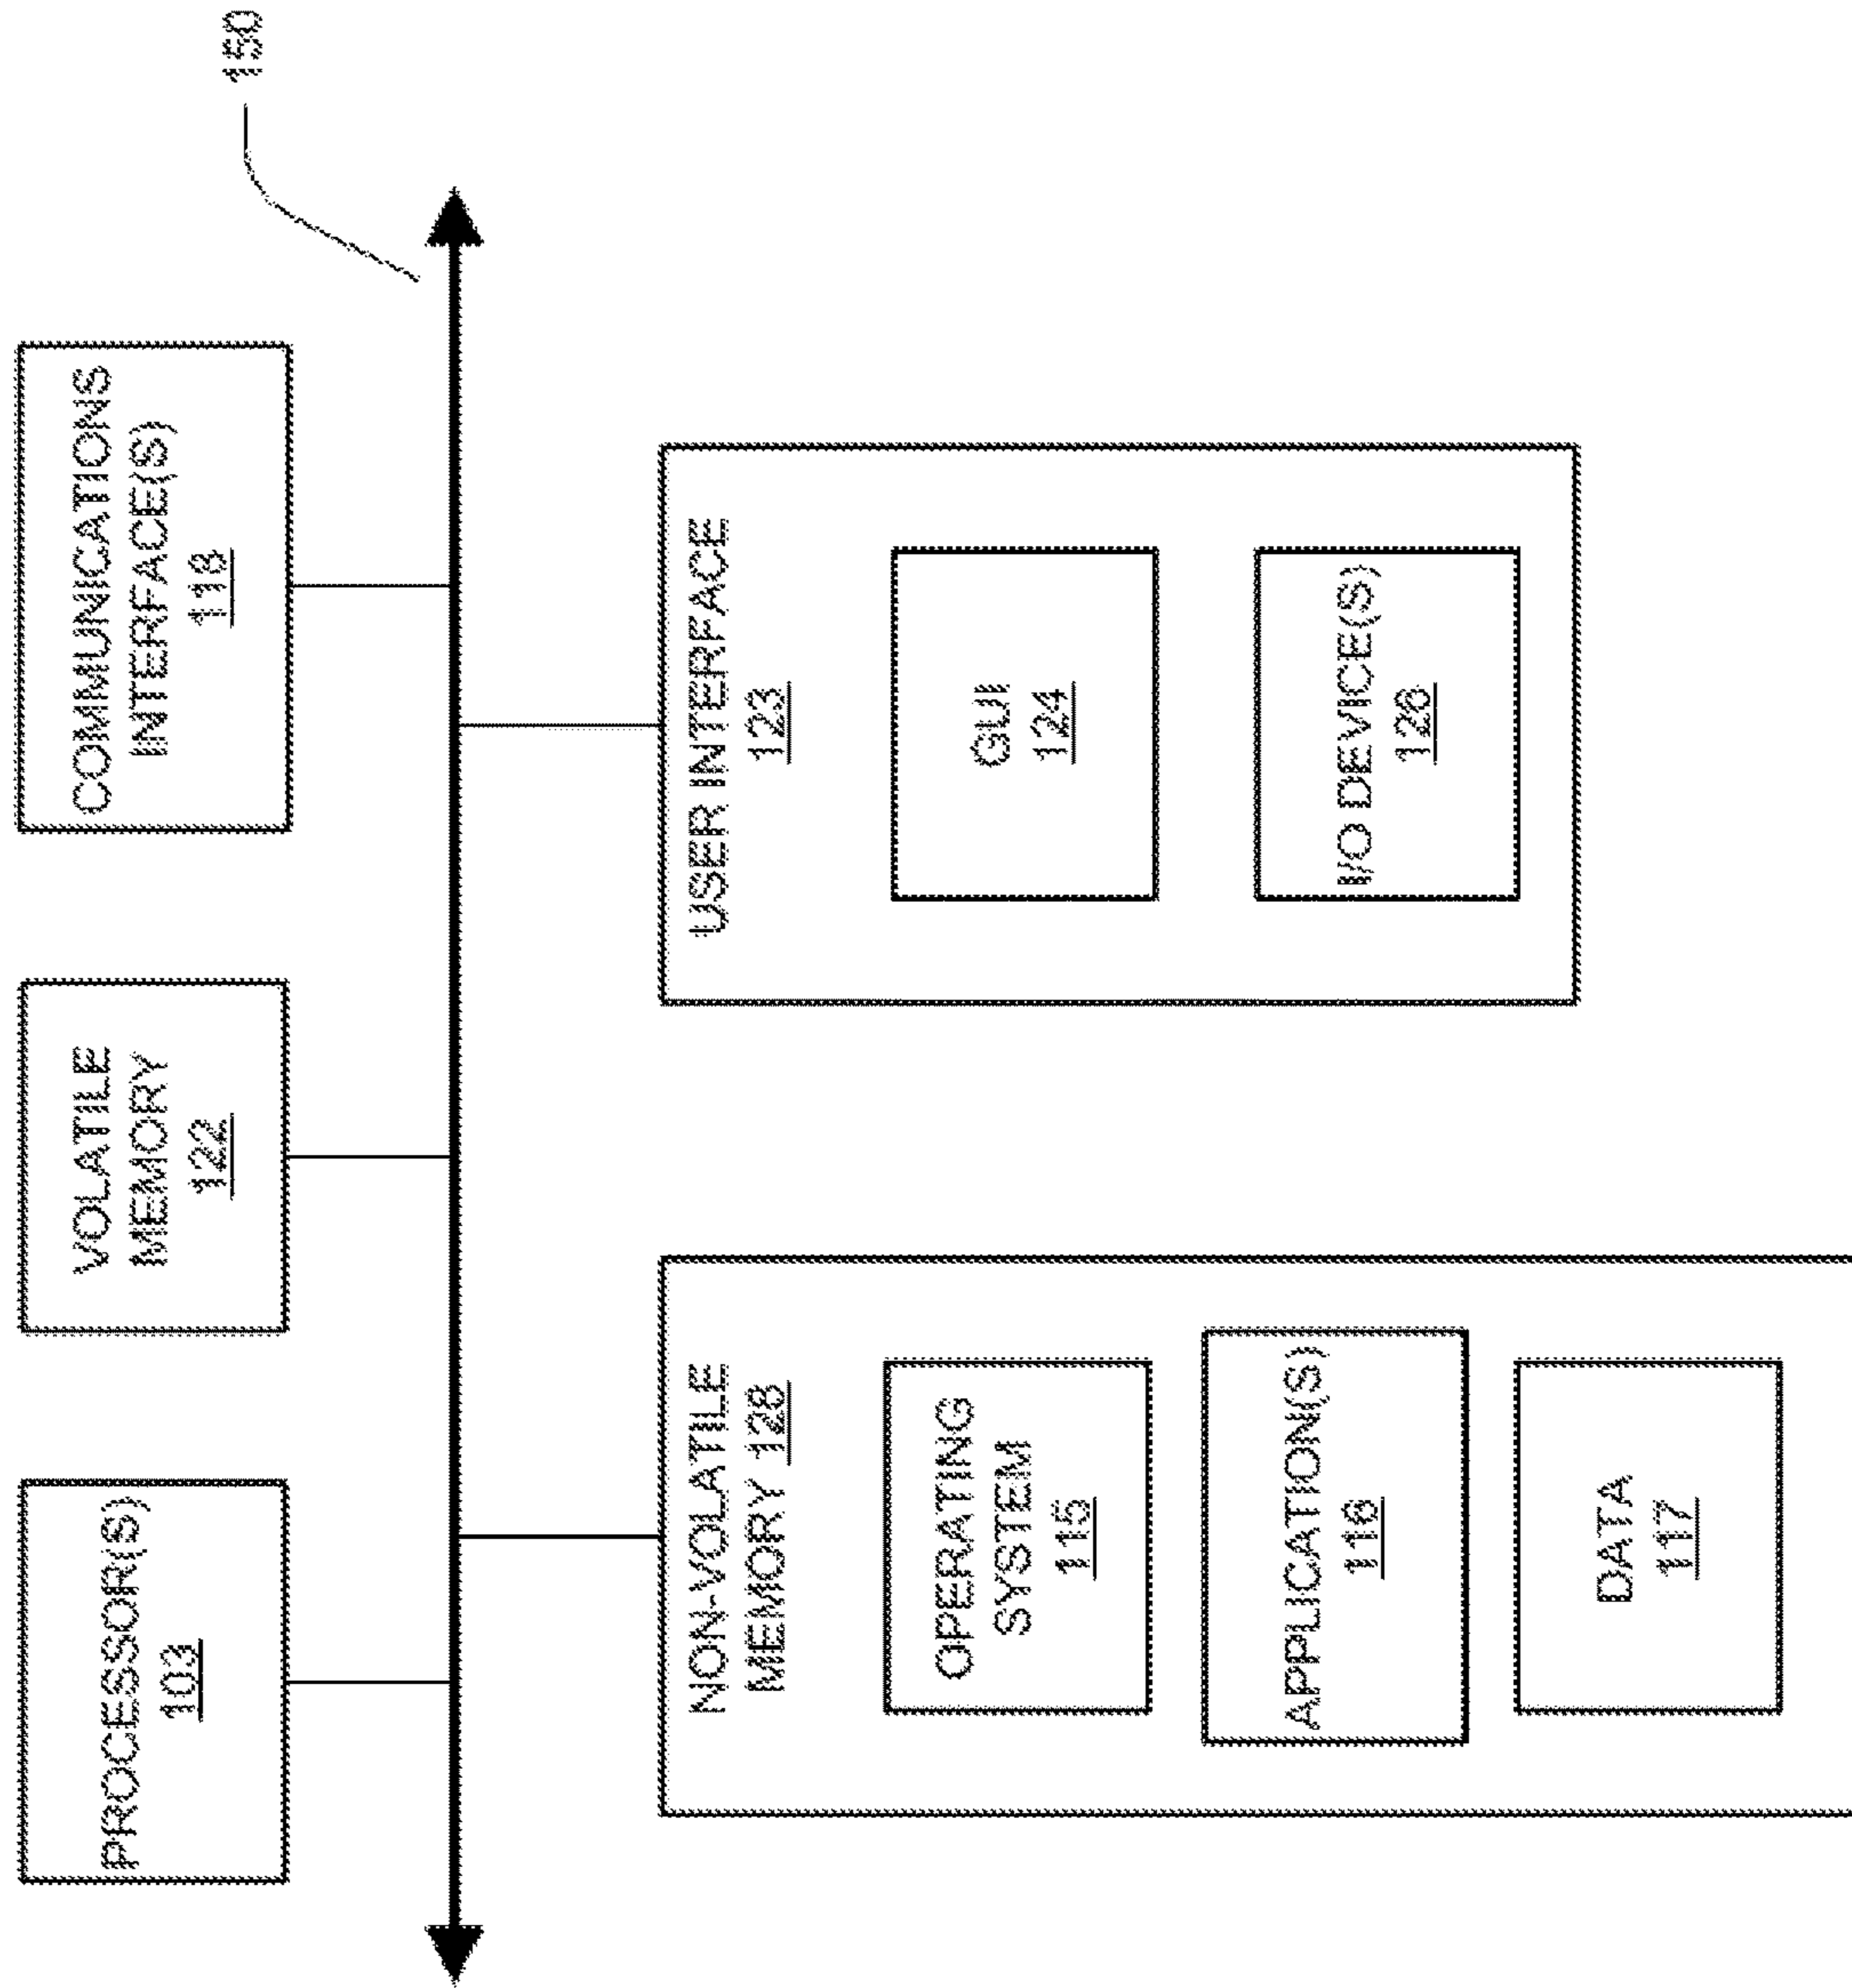 PROCESSOR(S)
103
VOLATILE
MEMORY
122
COMMUNICATIONS
INTERFACE(S)
118
150
NON-VOLATILE
MEMORY 128
OPERATING
SYSTEM
115
APPLICATION(S)
116
DATA
117
USER INTERFACE
123
GUI
124
I/O DEVICE(S)
126